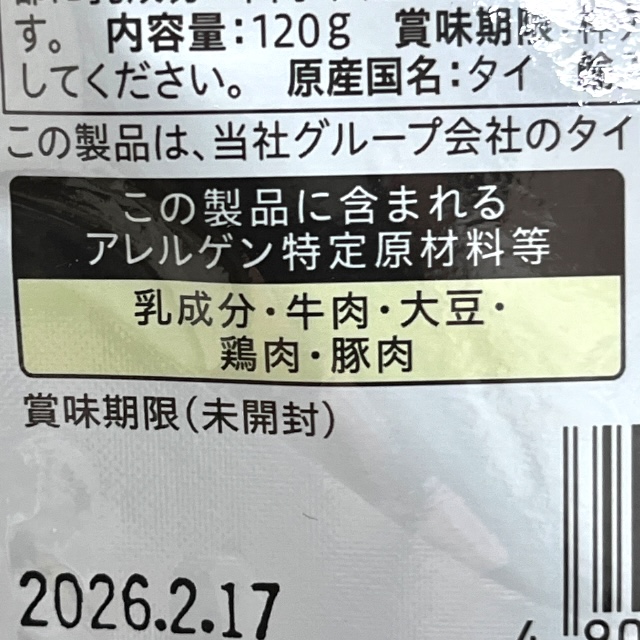 す。 内容量:120g 賞味期限
してください。 原産国名:タイ
この製品は、当社グループ会社のタイ
この製品に含まれる
アレルゲン特定原材料等
乳成分・牛肉・大豆・
鶏肉・豚肉
賞味期限(未開封)
2026.2.17
4 90